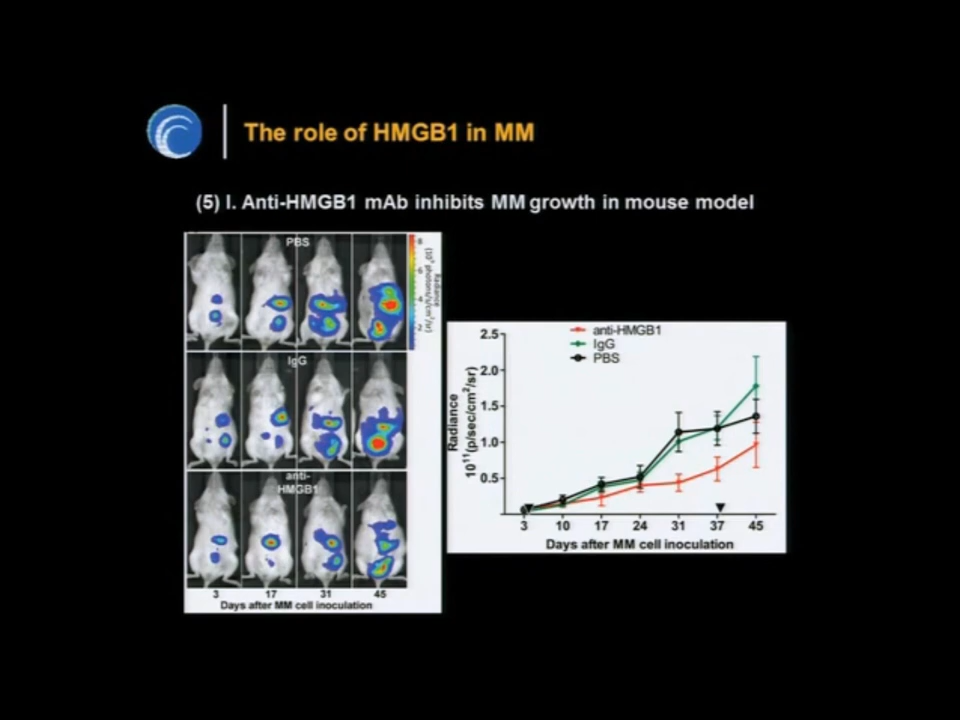 The role of HMGB1 in MM
(5) I. Anti-HMGB1 mAb inhibits MM growth in mouse model
PBS
IgG
anti-
HMGB1
3 17 31 45
Days after MM cell inoculation
Radiance
anti-HMGB1
IgG
PBS
2.5
2.0
1.5
1.0
0.5
Radiance
10¹¹(p/sec/cm²/sr)
3 10 17 24 31 37 45
Days after MM cell inoculation